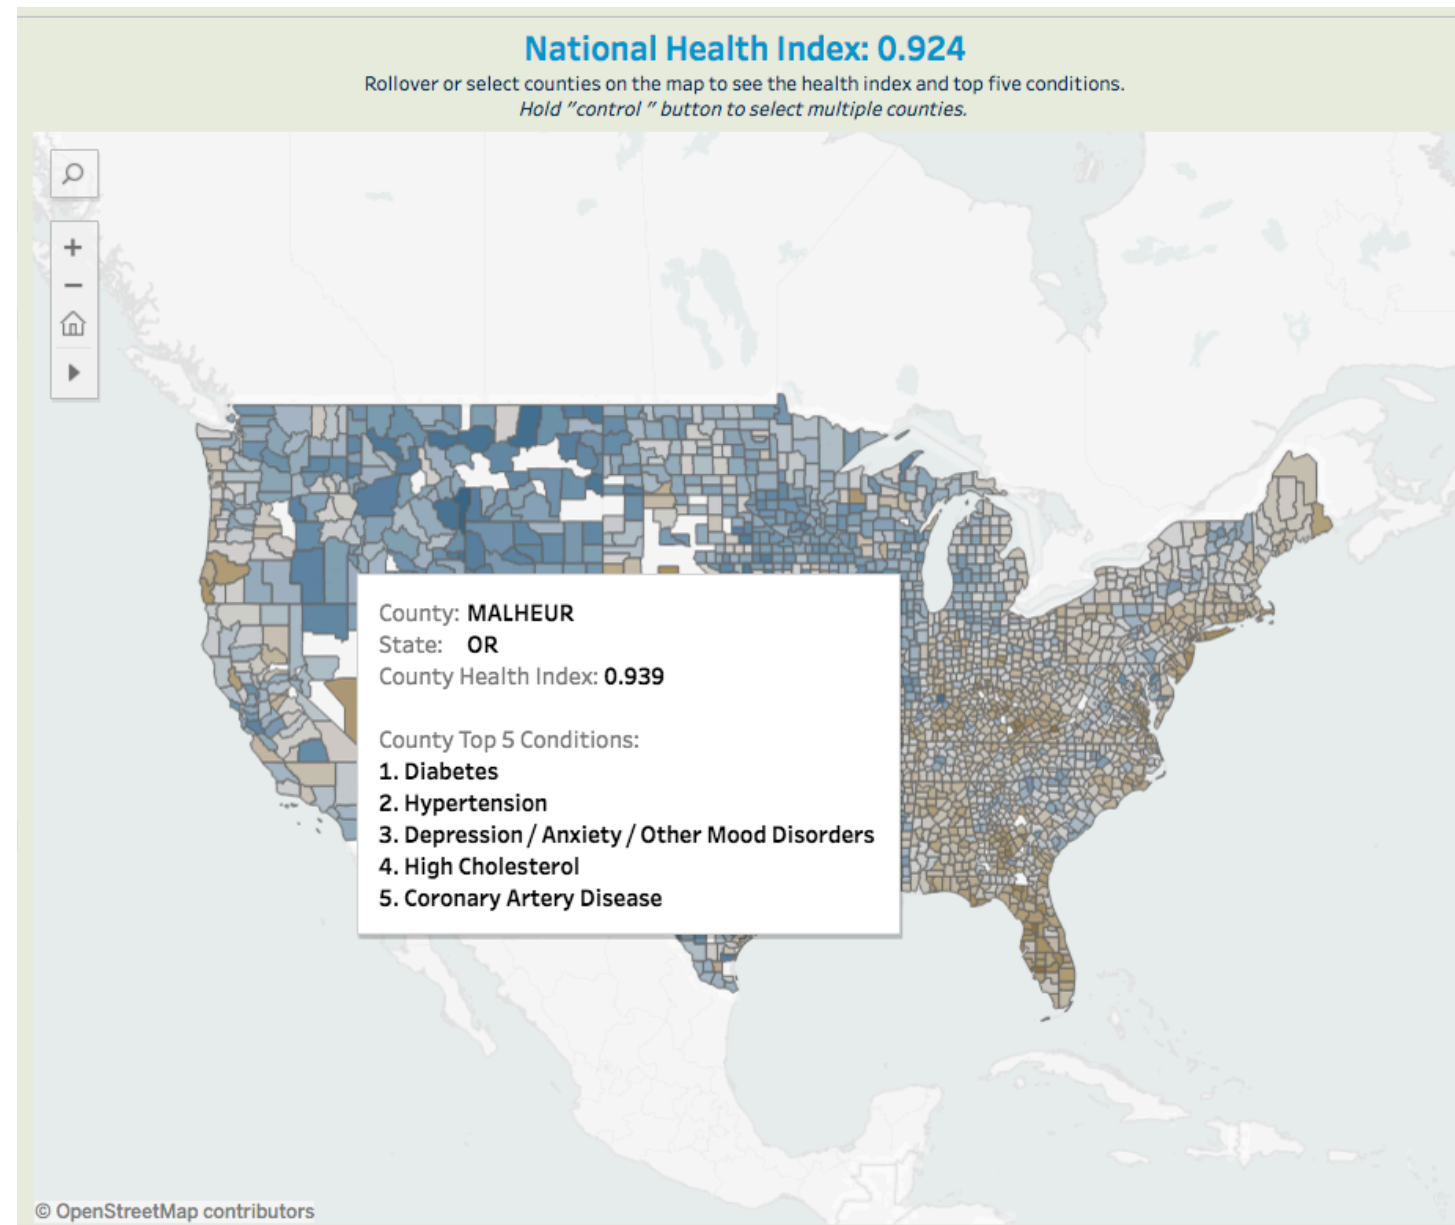 National Health Index: 0.924
Rollover or select counties on the map to see the health index and top five conditions.
Hold "control " button to select multiple counties.
County: MALHEUR
State: OR
County Health Index: 0.939
County Top 5 Conditions:
1. Diabetes
2. Hypertension
3. Depression / Anxiety / Other Mood Disorders
4. High Cholesterol
5. Coronary Artery Disease
© OpenStreetMap contributors